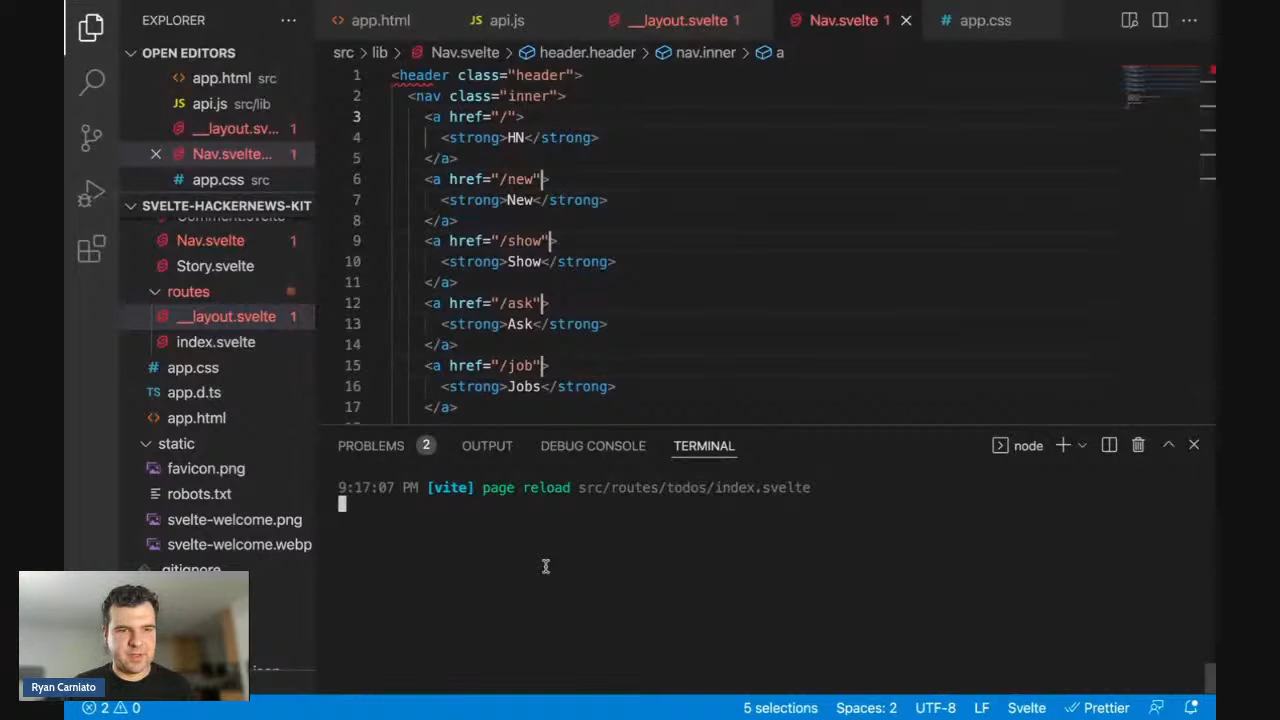 EXPLORER
OPEN EDITORS
app.html src
api.js src/lib
__layout.sv... 1
Nav.svelte... 1
app.css src
SVELTE-HACKERNEWS-KIT
Comment.svelte
Nav.svelte 1
Story.svelte
routes
__layout.svelte 1
index.svelte
app.css
TS app.d.ts
app.html
static
favicon.png
robots.txt
svelte-welcome.png
svelte-welcome.webp
.gitignore
Ryan Carniato
app.html JS api.js __layout.svelte 1 Nav.svelte 1 app.css
src > lib > Nav.svelte > header.header > nav.inner > a
1 <header class="header">
2 <nav class="inner">
3 <a href="/">
4 <strong>HN</strong>
5 </a>
6 <a href="/new">
7 <strong>New</strong>
8 </a>
9 <a href="/show">
10 <strong>Show</strong>
11 </a>
12 <a href="/ask">
13 <strong>Ask</strong>
14 </a>
15 <a href="/job">
16 <strong>Jobs</strong>
17 </a>
PROBLEMS 2 OUTPUT DEBUG CONSOLE TERMINAL node
9:17:07 PM [vite] page reload src/routes/todos/index.svelte
2 0 5 selections Spaces: 2 UTF-8 LF Svelte Prettier